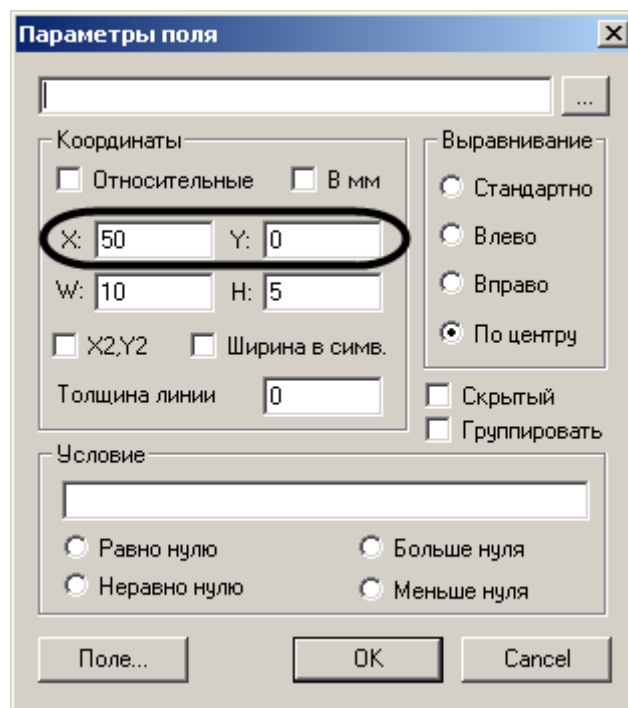 Параметры поля
...
Координаты
Относительные В мм
X: 50 Y: 0
W: 10 H: 5
X2,Y2 Ширина в симв.
Толщина линии 0
Выравнивание
Стандартно
Влево
Вправо
По центру
Скрытый
Группировать
Условие
Равно нулю Больше нуля
Неравно нулю Меньше нуля
Поле... OK Cancel